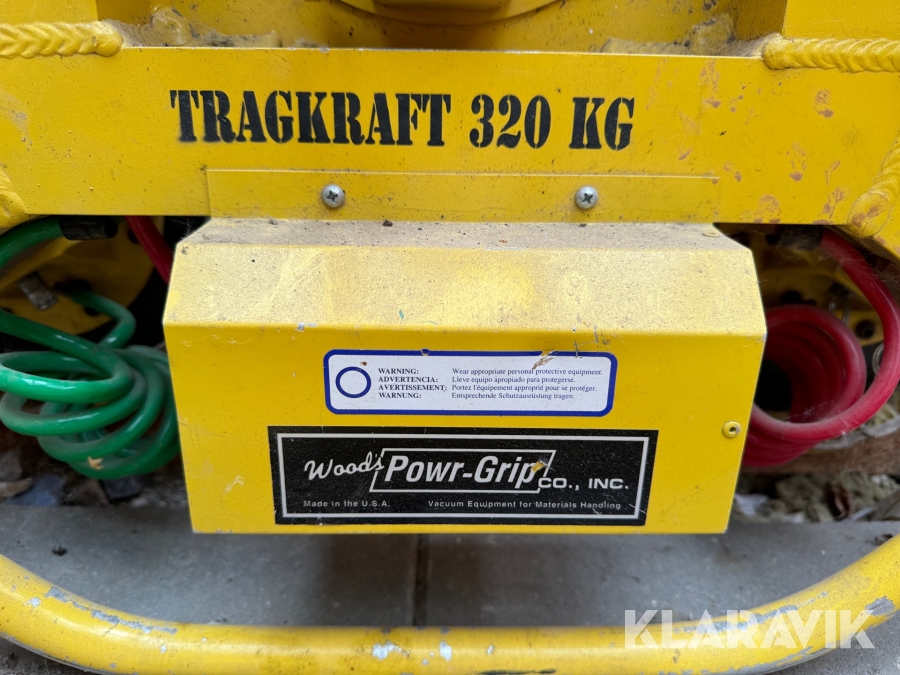 TRAGKRAFT 320 KG
WARNING: Wear appropriate personal protective equipment.
ADVERTENCIA: Lleve equipo apropiado para protegerse.
AVERTISSEMENT: Portez l'équipement approprié pour se protéger.
WARNUNG: Entsprechende Schutzausrüstung tragen.
Wood's Powr-Grip CO., INC.
Made in the U.S.A. Vacuum Equipment for Materials Handling
KLARAVIK